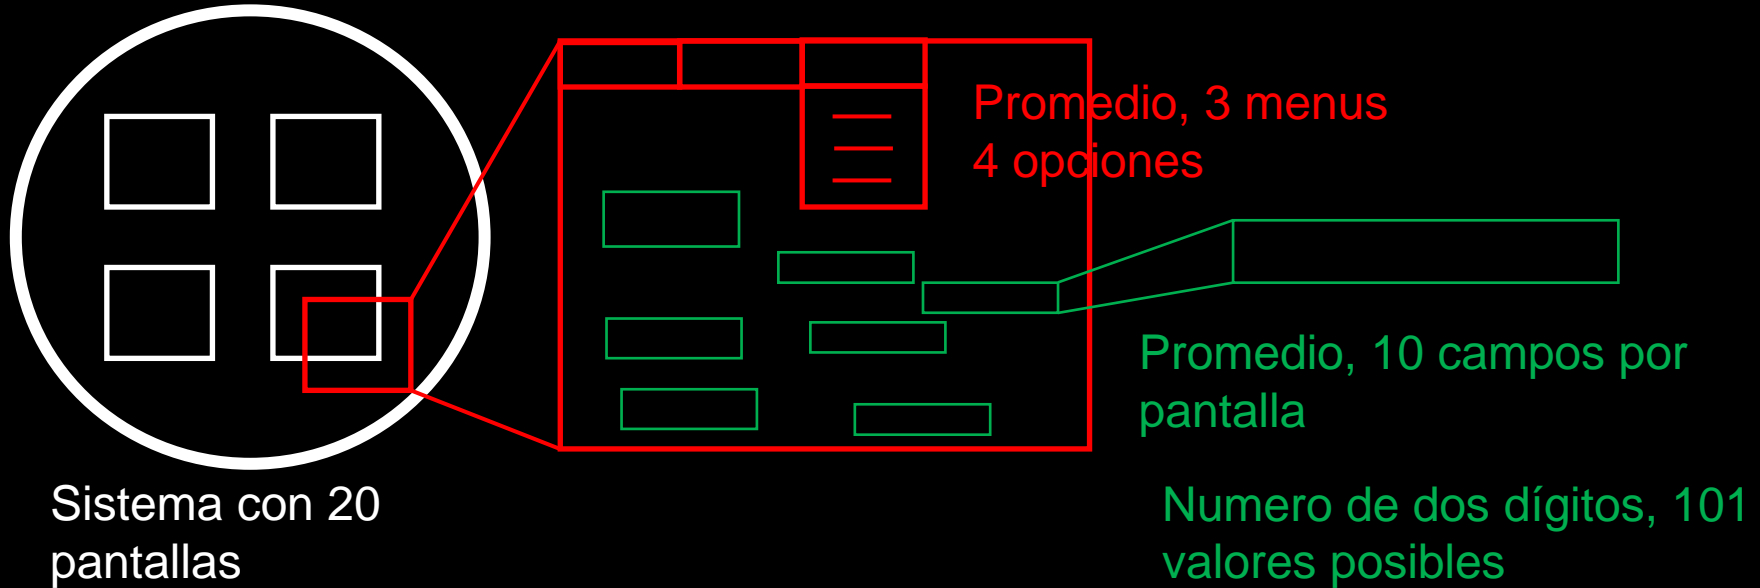 Promedio, 3 menus
4 opciones
Promedio, 10 campos por
pantalla
Sistema con 20
pantallas
Numero de dos dígitos, 101
valores posibles